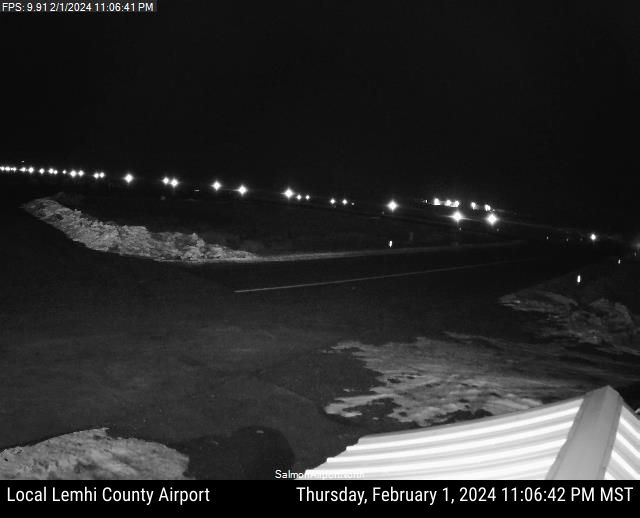 FPS: 9.91 2/1/2024 11:06:41 PM
Local Lemhi County Airport
Thursday, February 1, 2024 11:06:42 PM MST